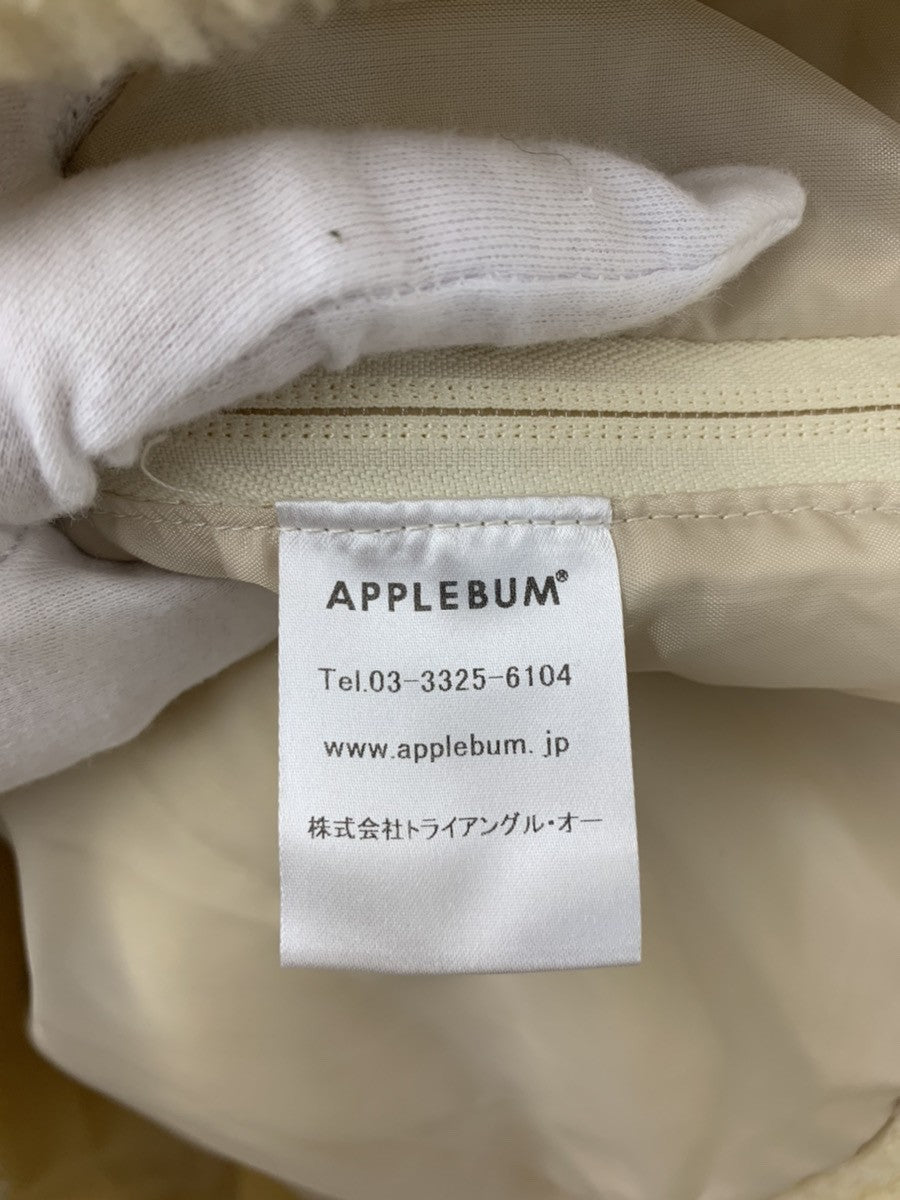 APPLEBUM®
Tel.03-3325-6104
www.applebum.jp
株式会社トライアングル・オー